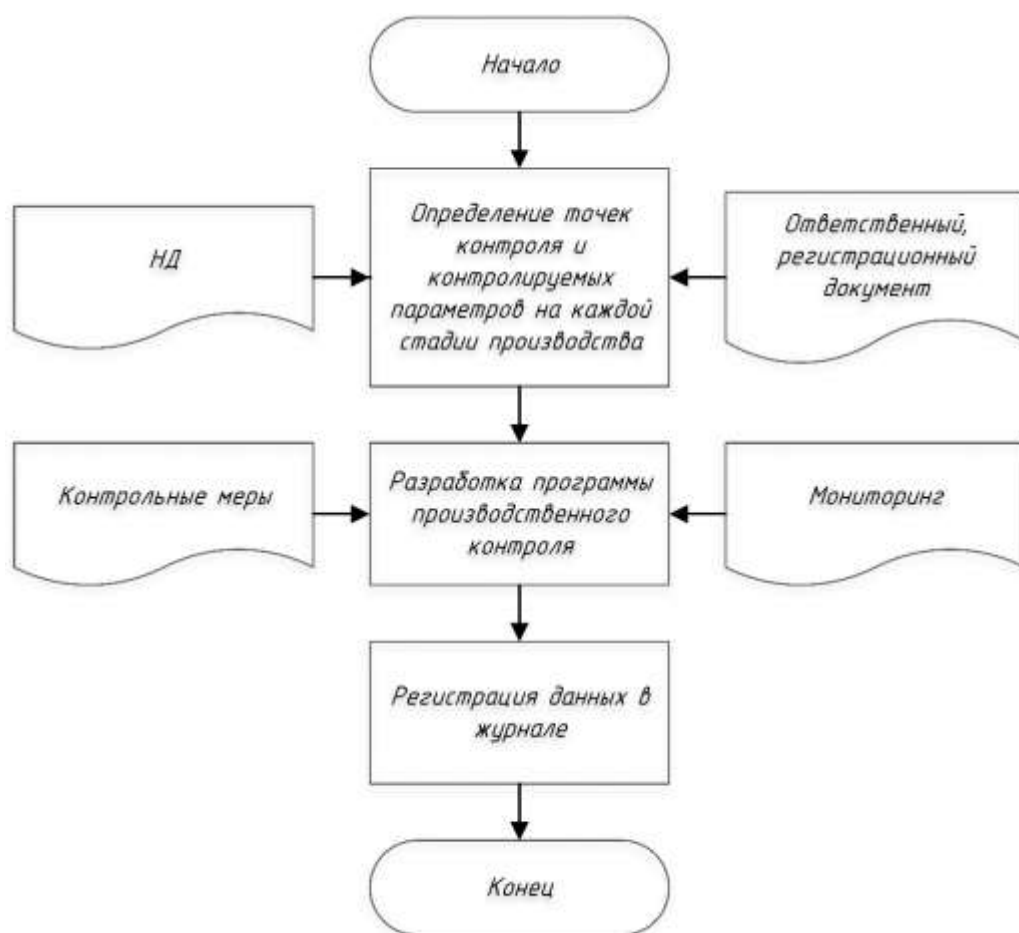 Начало
Определение точек
контроля и
контролируемых
параметров на каждой
стадии производства
НД
Ответственный,
регистрационный
документ
Контрольные меры
Разработка программы
производственного
контроля
Мониторинг
Регистрация данных в
журнале
Конец